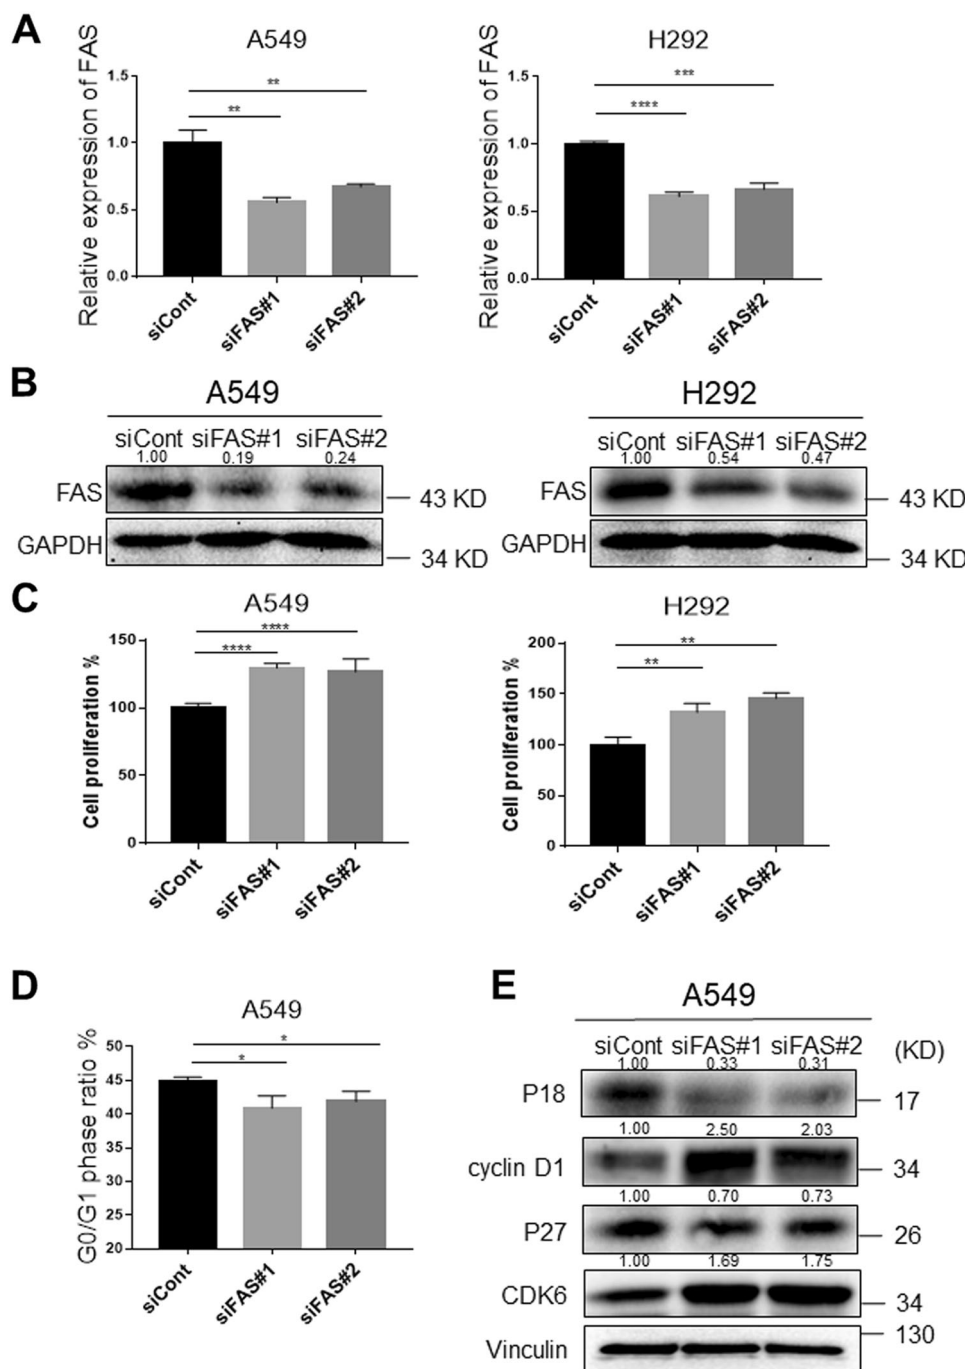 A
A549
H292
Relative expression of FAS
1.5
1.0
0.5
0.0
**
**
siCont
siFAS#1
siFAS#2
Relative expression of FAS
1.5
1.0
0.5
0.0
***
****
siCont
siFAS#1
siFAS#2
B
A549
siCont siFAS#1 siFAS#2
1.00 0.19 0.24
FAS
43 KD
GAPDH
34 KD
H292
siCont siFAS#1 siFAS#2
1.00 0.54 0.47
FAS
43 KD
GAPDH
34 KD
C
A549
Cell proliferation %
150
100
50
0
****
****
siCont
siFAS#1
siFAS#2
H292
Cell proliferation %
200
150
100
50
0
**
**
siCont
siFAS#1
siFAS#2
D
A549
G0/G1 phase ratio %
50
45
40
35
30
25
20
*
*
siCont
siFAS#1
siFAS#2
E
A549
siCont siFAS#1 siFAS#2 (KD)
1.00 0.33 0.31
P18
17
1.00 2.50 2.03
cyclin D1
34
1.00 0.70 0.73
P27
26
1.00 1.69 1.75
CDK6
34
130
Vinculin